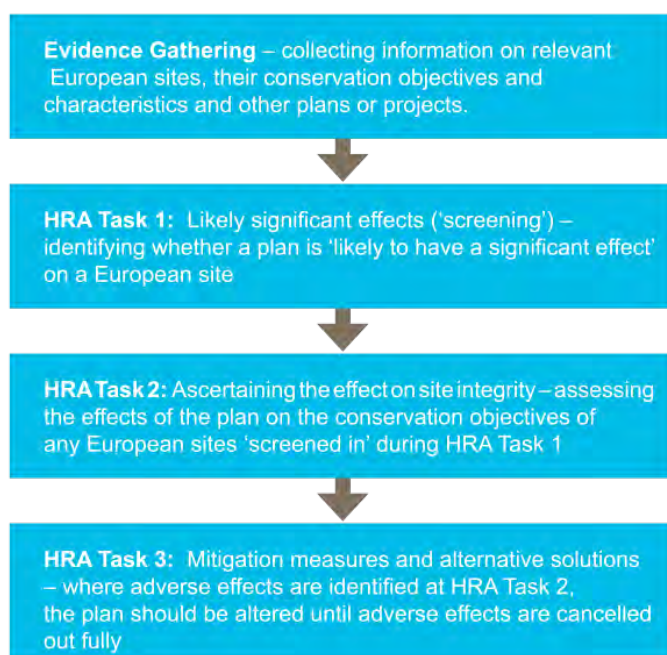 Evidence Gathering – collecting information on relevant
European sites, their conservation objectives and
characteristics and other plans or projects.
HRA Task 1: Likely significant effects (‘screening’) –
identifying whether a plan is ‘likely to have a significant effect’
on a European site
HRA Task 2: Ascertaining the effect on site integrity – assessing
the effects of the plan on the conservation objectives of
any European sites ‘screened in’ during HRA Task 1
HRA Task 3: Mitigation measures and alternative solutions
– where adverse effects are identified at HRA Task 2,
the plan should be altered until adverse effects are cancelled
out fully